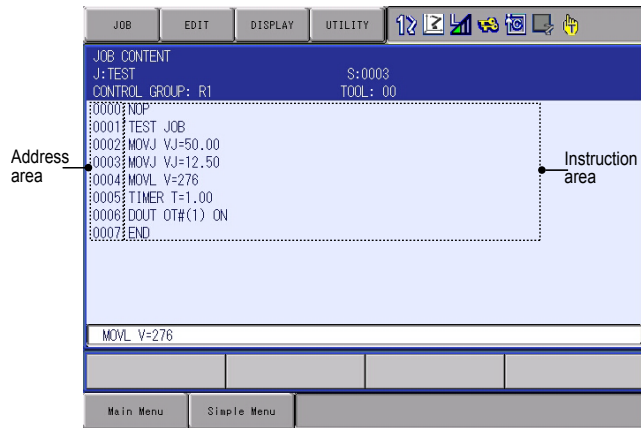 JOB EDIT DISPLAY UTILITY
JOB CONTENT
J:TEST S:0003
CONTROL GROUP: R1 TOOL: 00
0000 NOP
0001 TEST JOB
0002 MOVJ VJ=50.00
0003 MOVJ VJ=12.50
0004 MOVL V=276
0005 TIMER T=1.00
0006 DOUT OT#(1) ON
0007 END
Address
area
Instruction
area
MOVL V=276
Main Menu Simple Menu